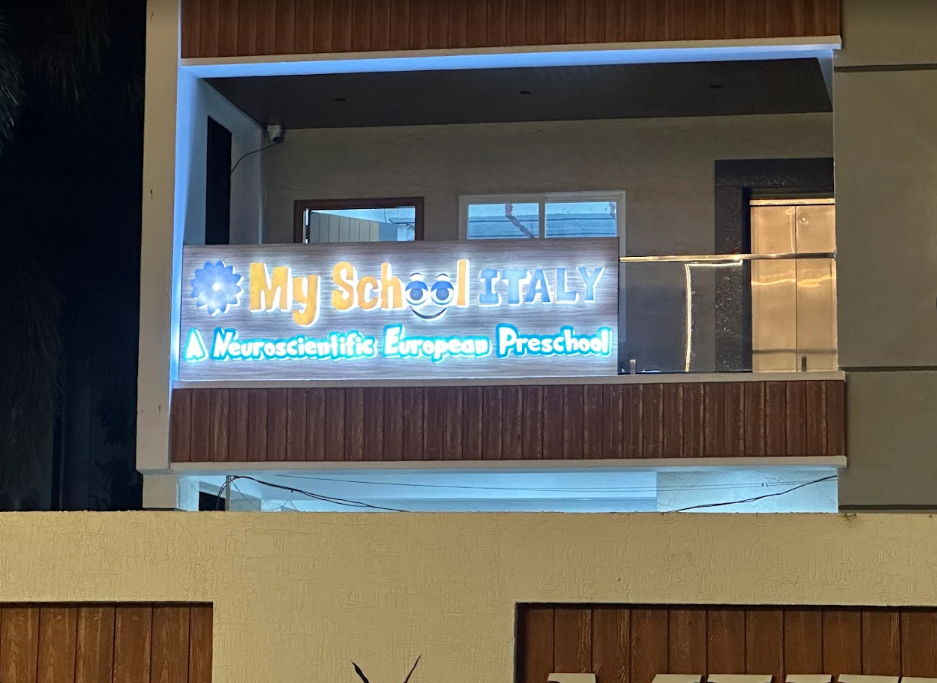 My School ITALY
A Neuroscientific European Preschool